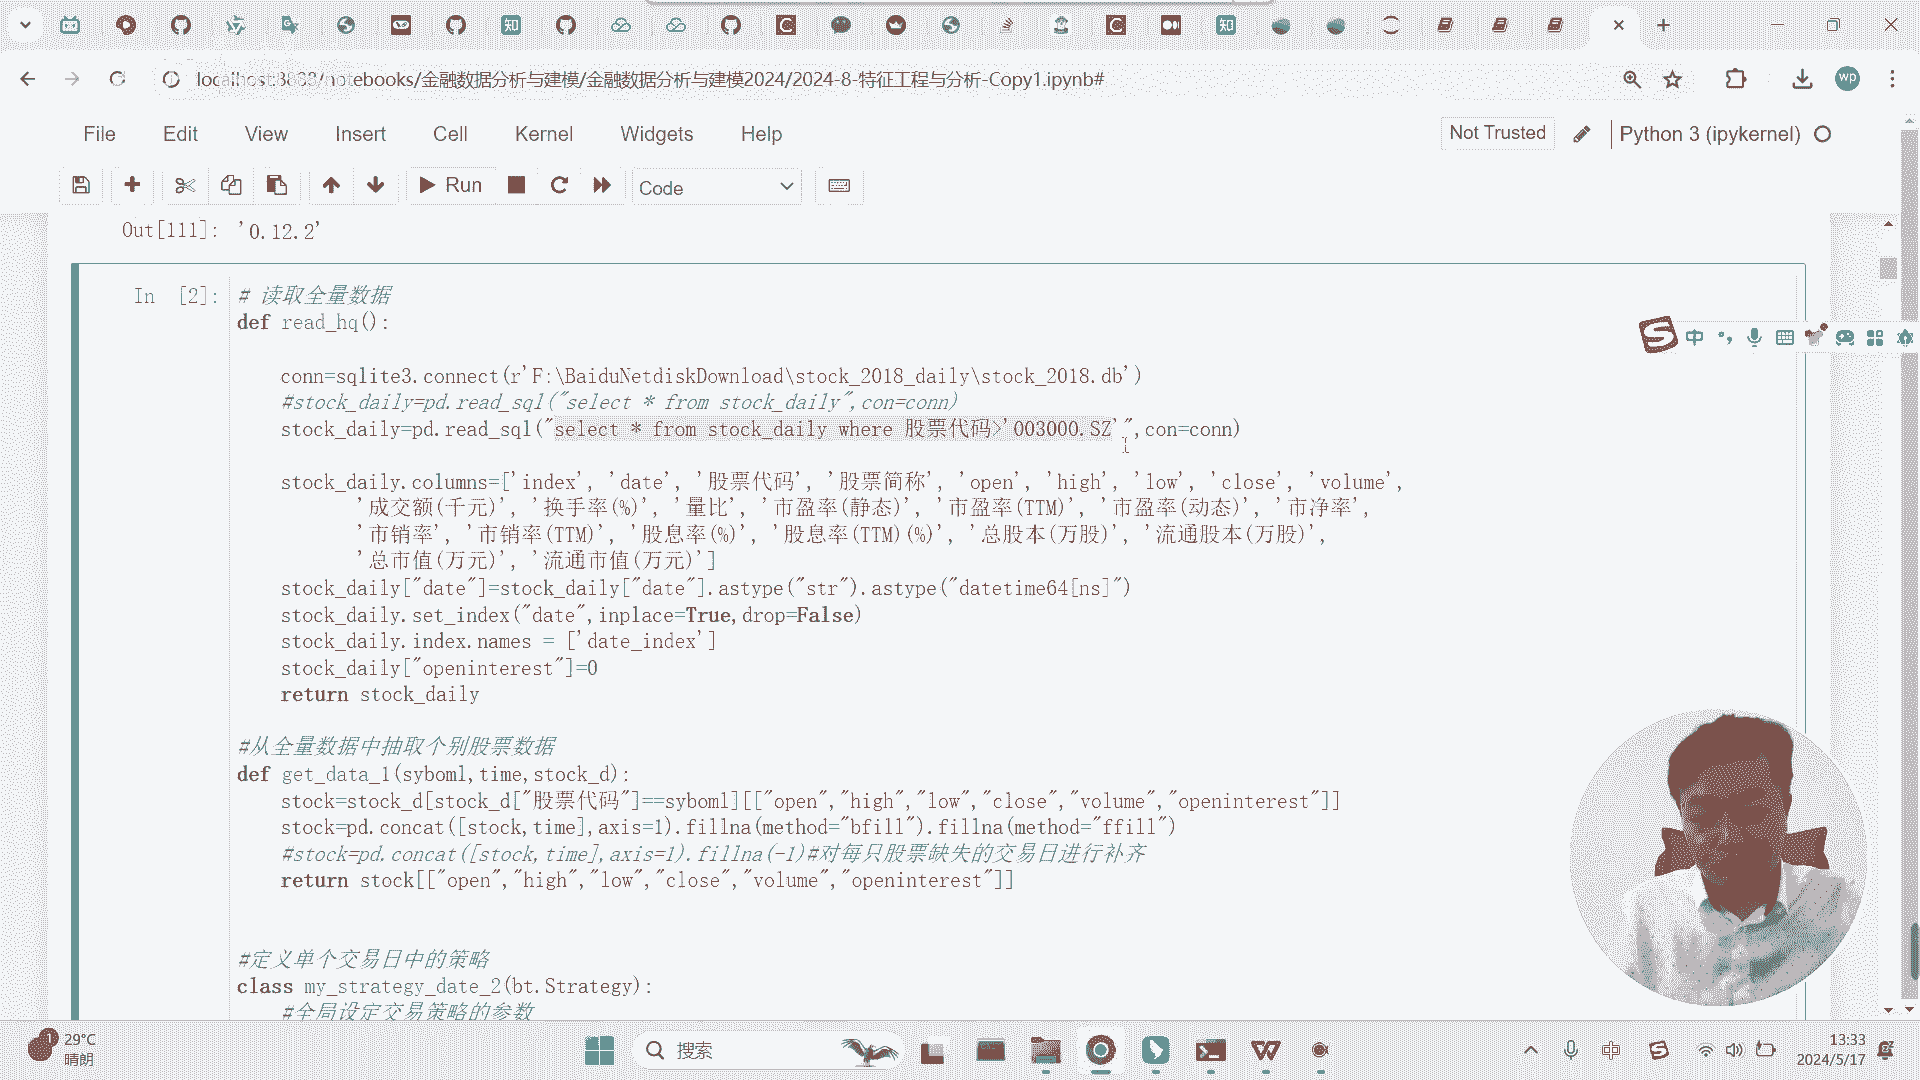 localhost:8888/notebooks/金融数据分析与建模/金融数据分析与建模2024/2024-8-特征工程与分析-Copy1.ipynb#
wp
File Edit View Insert Cell Kernel Widgets Help
Not Trusted
Python 3 (ipykernel)
Run
Code
Out[111]: '0.12.2'
In [2]: # 读取全量数据
def read_hq():
conn=sqlite3.connect(r'F:\BaiduNetdiskDownload\stock_2018_daily\stock_2018.db')
#stock_daily=pd.read_sql("select * from stock_daily",con=conn)
stock_daily=pd.read_sql("select * from stock_daily where 股票代码>'003000.SZ'",con=conn)
stock_daily.columns=['index', 'date', '股票代码', '股票简称', 'open', 'high', 'low', 'close', 'volume',
'成交额(千元)', '换手率(%)', '量比', '市盈率(静态)', '市盈率(TTM)', '市盈率(动态)', '市净率',
'市销率', '市销率(TTM)', '股息率(%)', '股息率(TTM)(%)', '总股本(万股)', '流通股本(万股)',
'总市值(万元)', '流通市值(万元)']
stock_daily["date"]=stock_daily["date"].astype("str").astype("datetime64[ns]")
stock_daily.set_index("date",inplace=True,drop=False)
stock_daily.index.names = ['date_index']
stock_daily["openinterest"]=0
return stock_daily
#从全量数据中抽取个别股票数据
def get_data_1(syboml,time,stock_d):
stock=stock_d[stock_d["股票代码"]==syboml][["open","high","low","close","volume","openinterest"]]
stock=pd.concat([stock,time],axis=1).fillna(method="bfill").fillna(method="ffill")
#stock=pd.concat([stock,time],axis=1).fillna(-1)#对每只股票缺失的交易日进行补齐
return stock[["open","high","low","close","volume","openinterest"]]
#定义单个交易日中的策略
class my_strategy_date_2(bt.Strategy):
#全局设定交易策略的参数
中
29°C
晴朗
搜索
中
13:33
2024/5/17